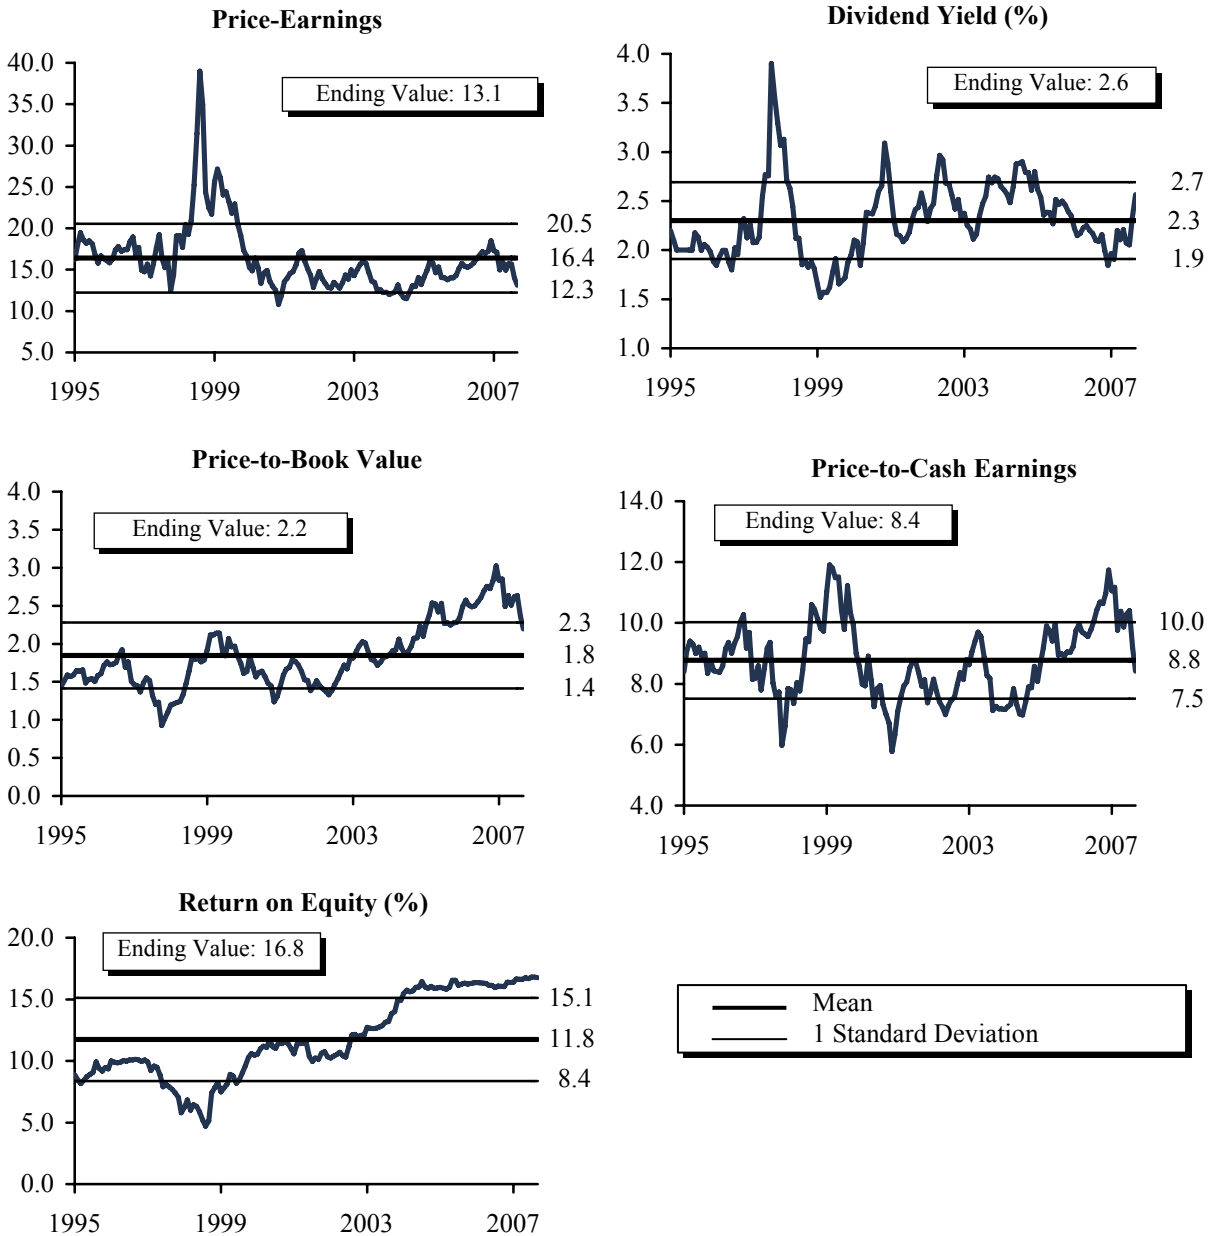 Price-Earnings
40.0
35.0
30.0
25.0
20.0
15.0
10.0
5.0
Ending Value: 13.1
20.5
16.4
12.3
1995 1999 2003 2007
Dividend Yield (%)
4.0
3.5
3.0
2.5
2.0
1.5
1.0
Ending Value: 2.6
2.7
2.3
1.9
1995 1999 2003 2007
Price-to-Book Value
4.0
3.5
3.0
2.5
2.0
1.5
1.0
0.5
0.0
Ending Value: 2.2
2.3
1.8
1.4
1995 1999 2003 2007
Price-to-Cash Earnings
14.0
12.0
10.0
8.0
6.0
4.0
Ending Value: 8.4
10.0
8.8
7.5
1995 1999 2003 2007
Return on Equity (%)
20.0
15.0
10.0
5.0
0.0
Ending Value: 16.8
15.1
11.8
8.4
1995 1999 2003 2007
Mean
1 Standard Deviation